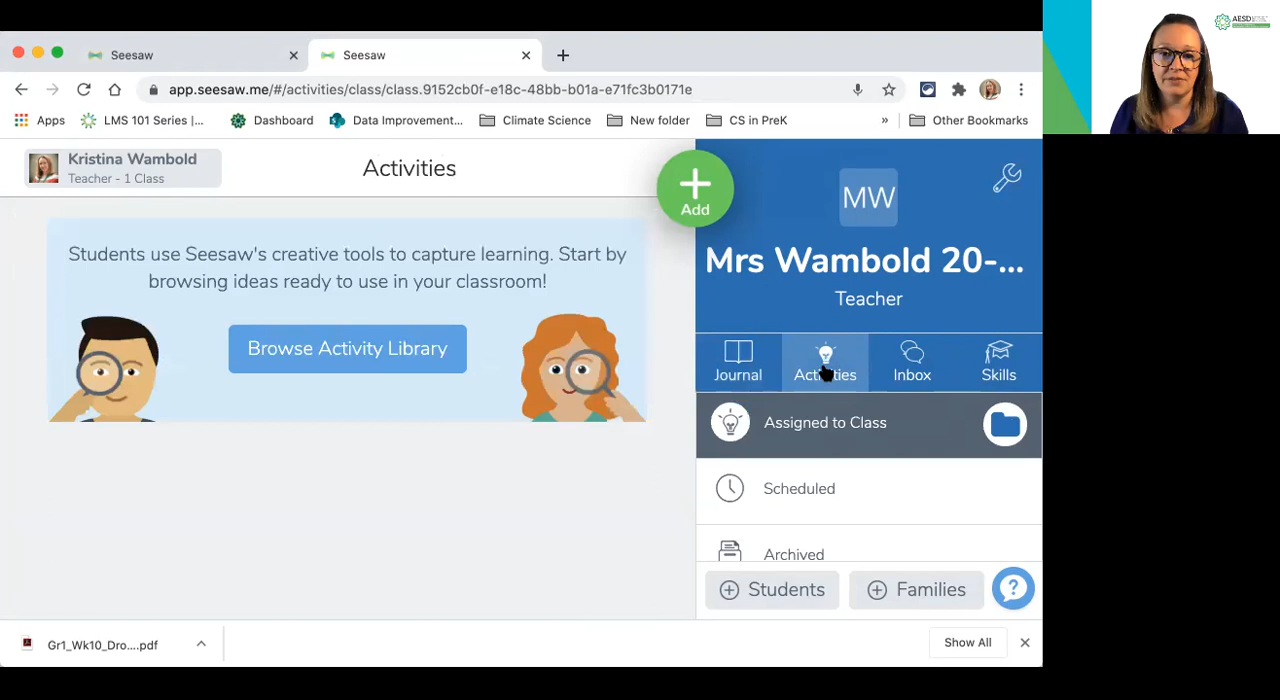 Seesaw
Seesaw
app.seesaw.me/#/activities/class/class.9152cb0f-e18c-48bb-b01a-e71fc3b0171e
Apps
LMS 101 Series |...
Dashboard
Data Improvement...
Climate Science
New folder
CS in PreK
»
Other Bookmarks
AESD
Kristina Wambold
Teacher - 1 Class
Activities
Add
Students use Seesaw's creative tools to capture learning. Start by
browsing ideas ready to use in your classroom!
Browse Activity Library
MW
Mrs Wambold 20-...
Teacher
Journal
Activities
Inbox
Skills
Assigned to Class
Scheduled
Archived
Students
Families
?
Gr1_Wk10_Dro....pdf
Show All